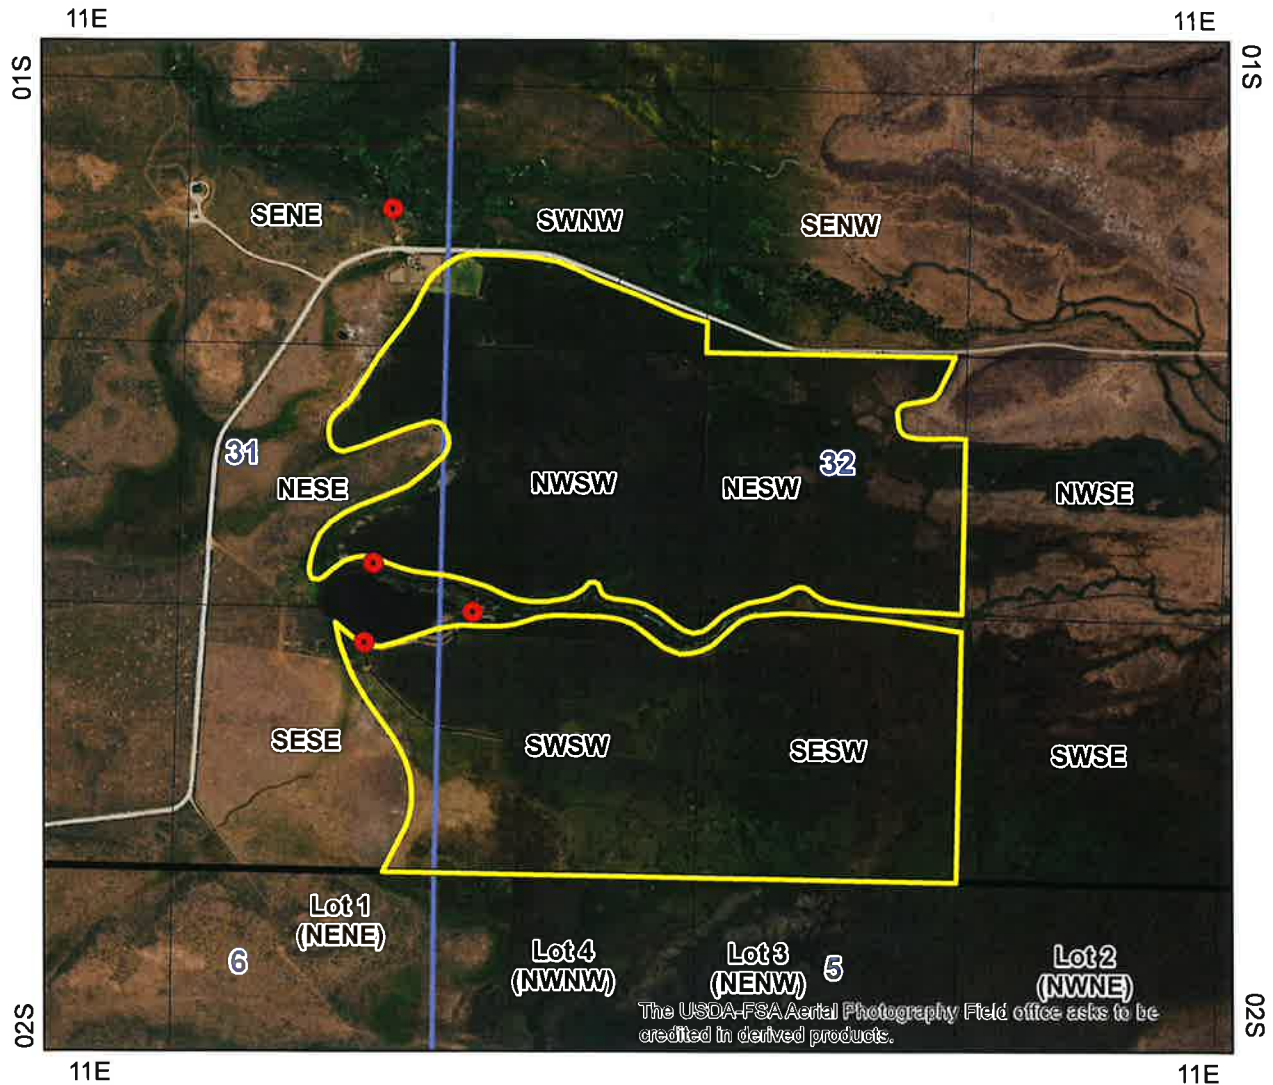 11E 11E
01S 01S
SENE SWNW SENW
31 32
NESE NWSW NESW NWSE
SESE SWSW SESW SWSE
Lot 1
(NENE)
6
Lot 4
(NWNW)
Lot 3
(NENW)
5
Lot 2
(NWNE)
The USDA-FSA Aerial Photography Field office asks to be
credited in derived products.
02S 02S
11E 11E